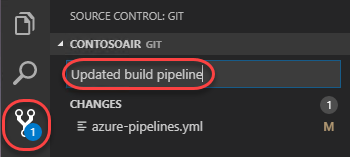 SOURCE CONTROL: GIT
CONTOSOAIR GIT
Updated build pipeline
CHANGES 1
azure-pipelines.yml M
1